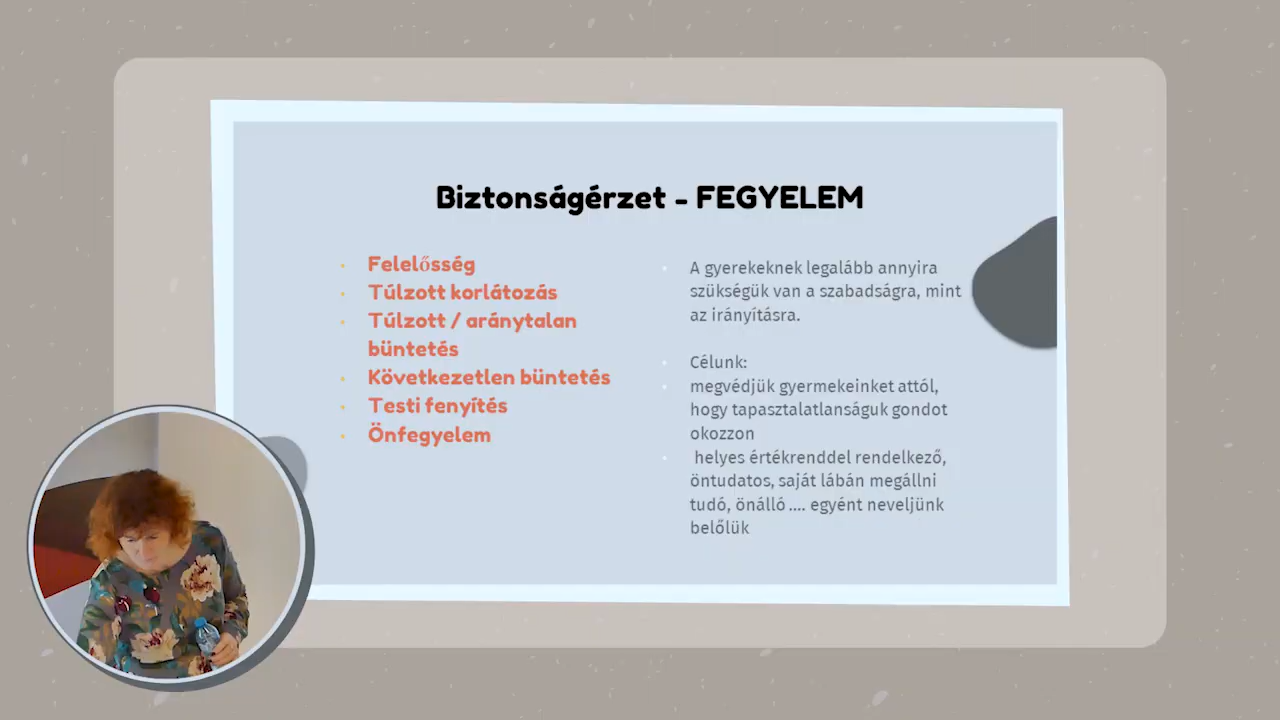 Biztonságérzet - FEGYELEM
Felelősség
Túlzott korlátozás
Túlzott / aránytalan
büntetés
Következetlen büntetés
Testi fenyítés
Önfegyelem
A gyerekeknek legalább annyira
szükségük van a szabadságra, mint
az irányításra.
Célunk:
megvédjük gyermekeinket attól,
hogy tapasztalatlanságuk gondot
okozzon
helyes értékrenddel rendelkező,
öntudatos, saját lábán megállni
tudó, önálló .... egyént neveljünk
belőlük